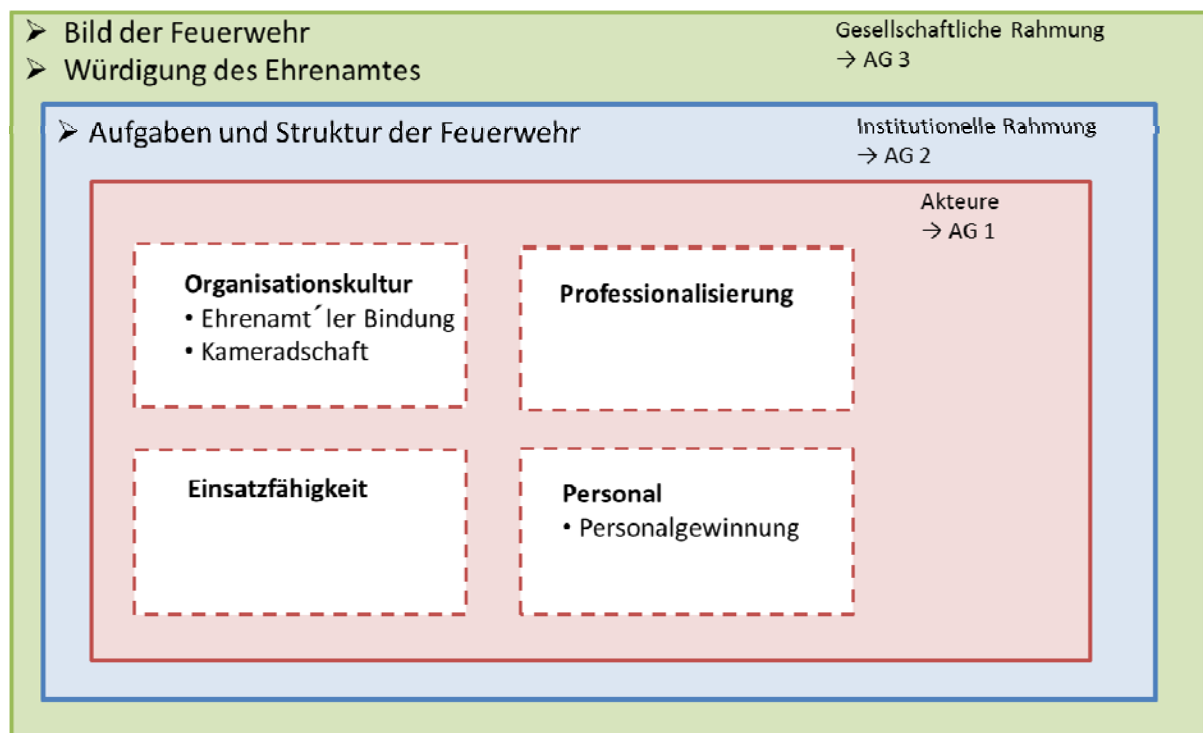 ➢ Bild der Feuerwehr
➢ Würdigung des Ehrenamtes
Gesellschaftliche Rahmung
→ AG 3
➢ Aufgaben und Struktur der Feuerwehr
Institutionelle Rahmung
→ AG 2
Akteure
→ AG 1
Organisationskultur
• Ehrenamt´ler Bindung
• Kameradschaft
Professionalisierung
Einsatzfähigkeit
Personal
• Personalgewinnung